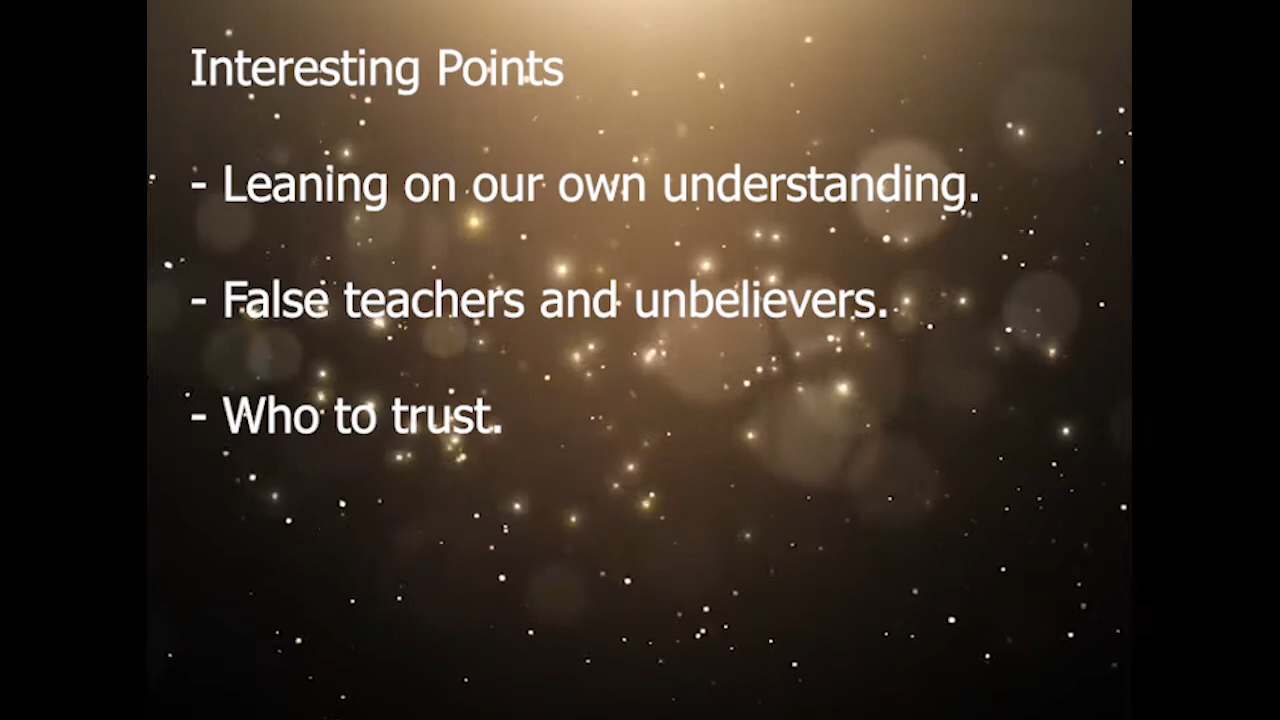 Interesting Points
- Leaning on our own understanding.
- False teachers and unbelievers.
- Who to trust.